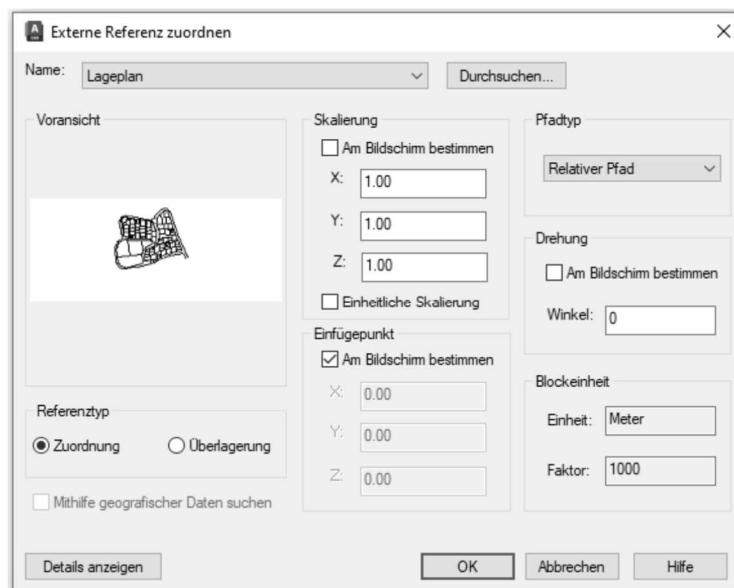 Externe Referenz zuordnen
Name: Lageplan Durchsuchen...
Voransicht
Referenztyp
Zuordnung Überlagerung
Mithilfe geografischer Daten suchen
Skalierung
Am Bildschirm bestimmen
X: 1.00
Y: 1.00
Z: 1.00
Einheitliche Skalierung
Einfügepunkt
Am Bildschirm bestimmen
X: 0.00
Y: 0.00
Z: 0.00
Pfadtyp
Relativer Pfad
Drehung
Am Bildschirm bestimmen
Winkel: 0
Blockeinheit
Einheit: Meter
Faktor: 1000
Details anzeigen OK Abbrechen Hilfe